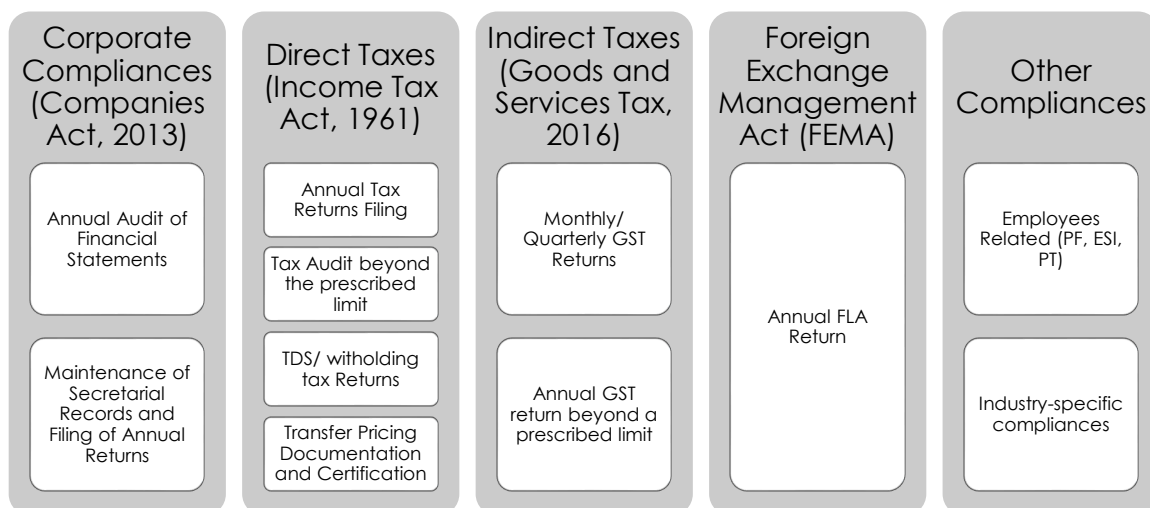 Corporate
Compliances
(Companies
Act, 2013)
Annual Audit of
Financial
Statements
Maintenance of
Secretarial
Records and
Filing of Annual
Returns
Direct Taxes
(Income Tax
Act, 1961)
Annual Tax
Returns Filing
Tax Audit beyond
the prescribed
limit
TDS/ witholding
tax Returns
Transfer Pricing
Documentation
and Certification
Indirect Taxes
(Goods and
Services Tax,
2016)
Monthly/
Quarterly GST
Returns
Annual GST
return beyond a
prescribed limit
Foreign
Exchange
Management
Act (FEMA)
Annual FLA
Return
Other
Compliances
Employees
Related (PF, ESI,
PT)
Industry-specific
compliances